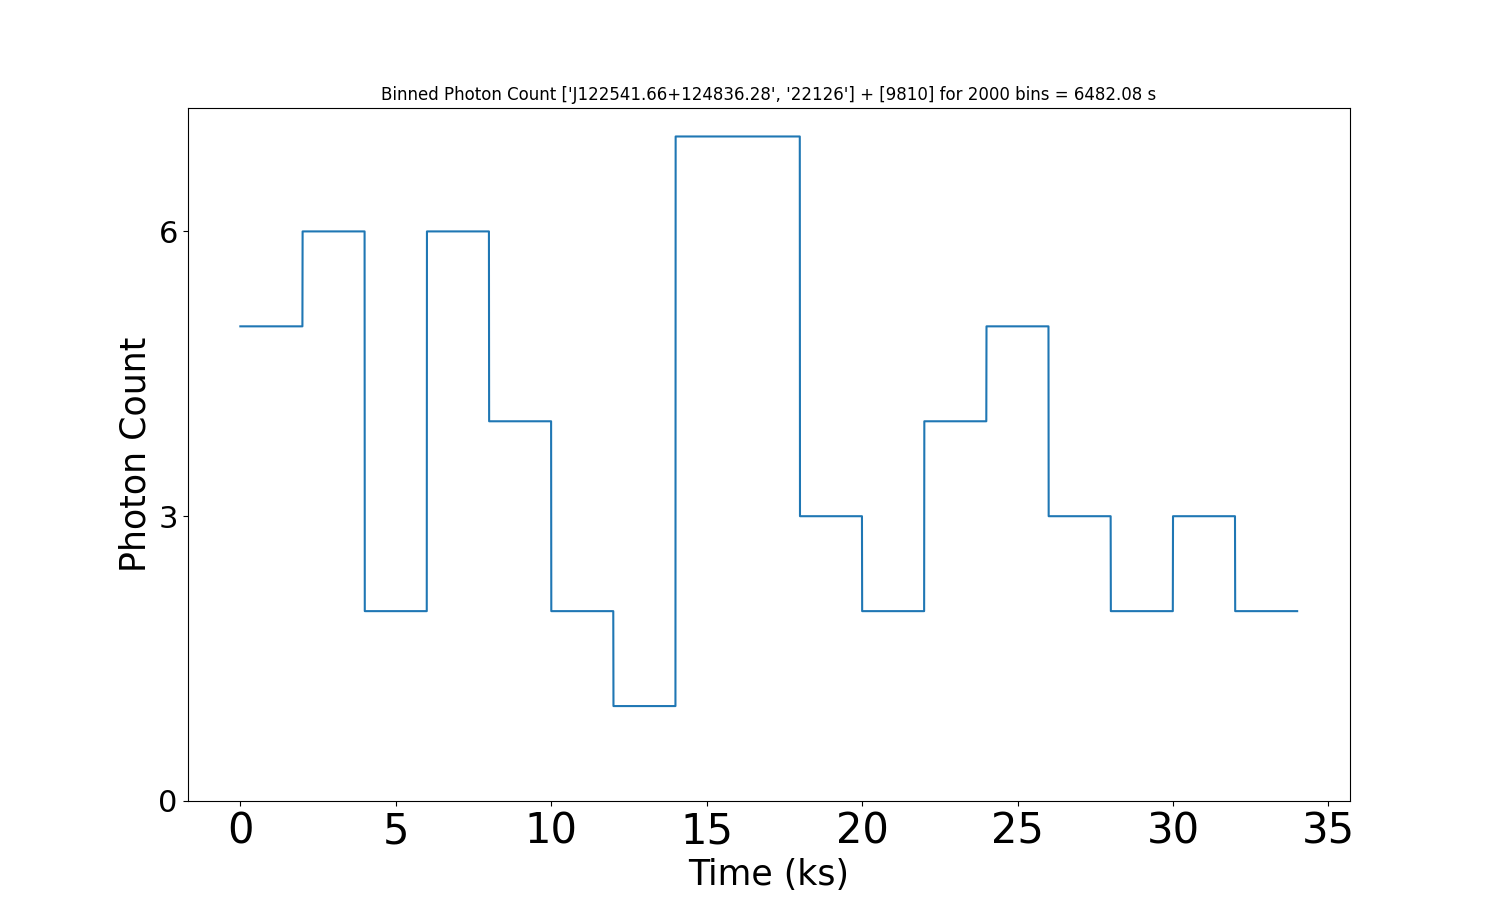 Binned Photon Count ['J122541.66+124836.28', '22126'] + [9810] for 2000 bins = 6482.08 s
Photon Count
6
3
0
0 5 10 15 20 25 30 35
Time (ks)